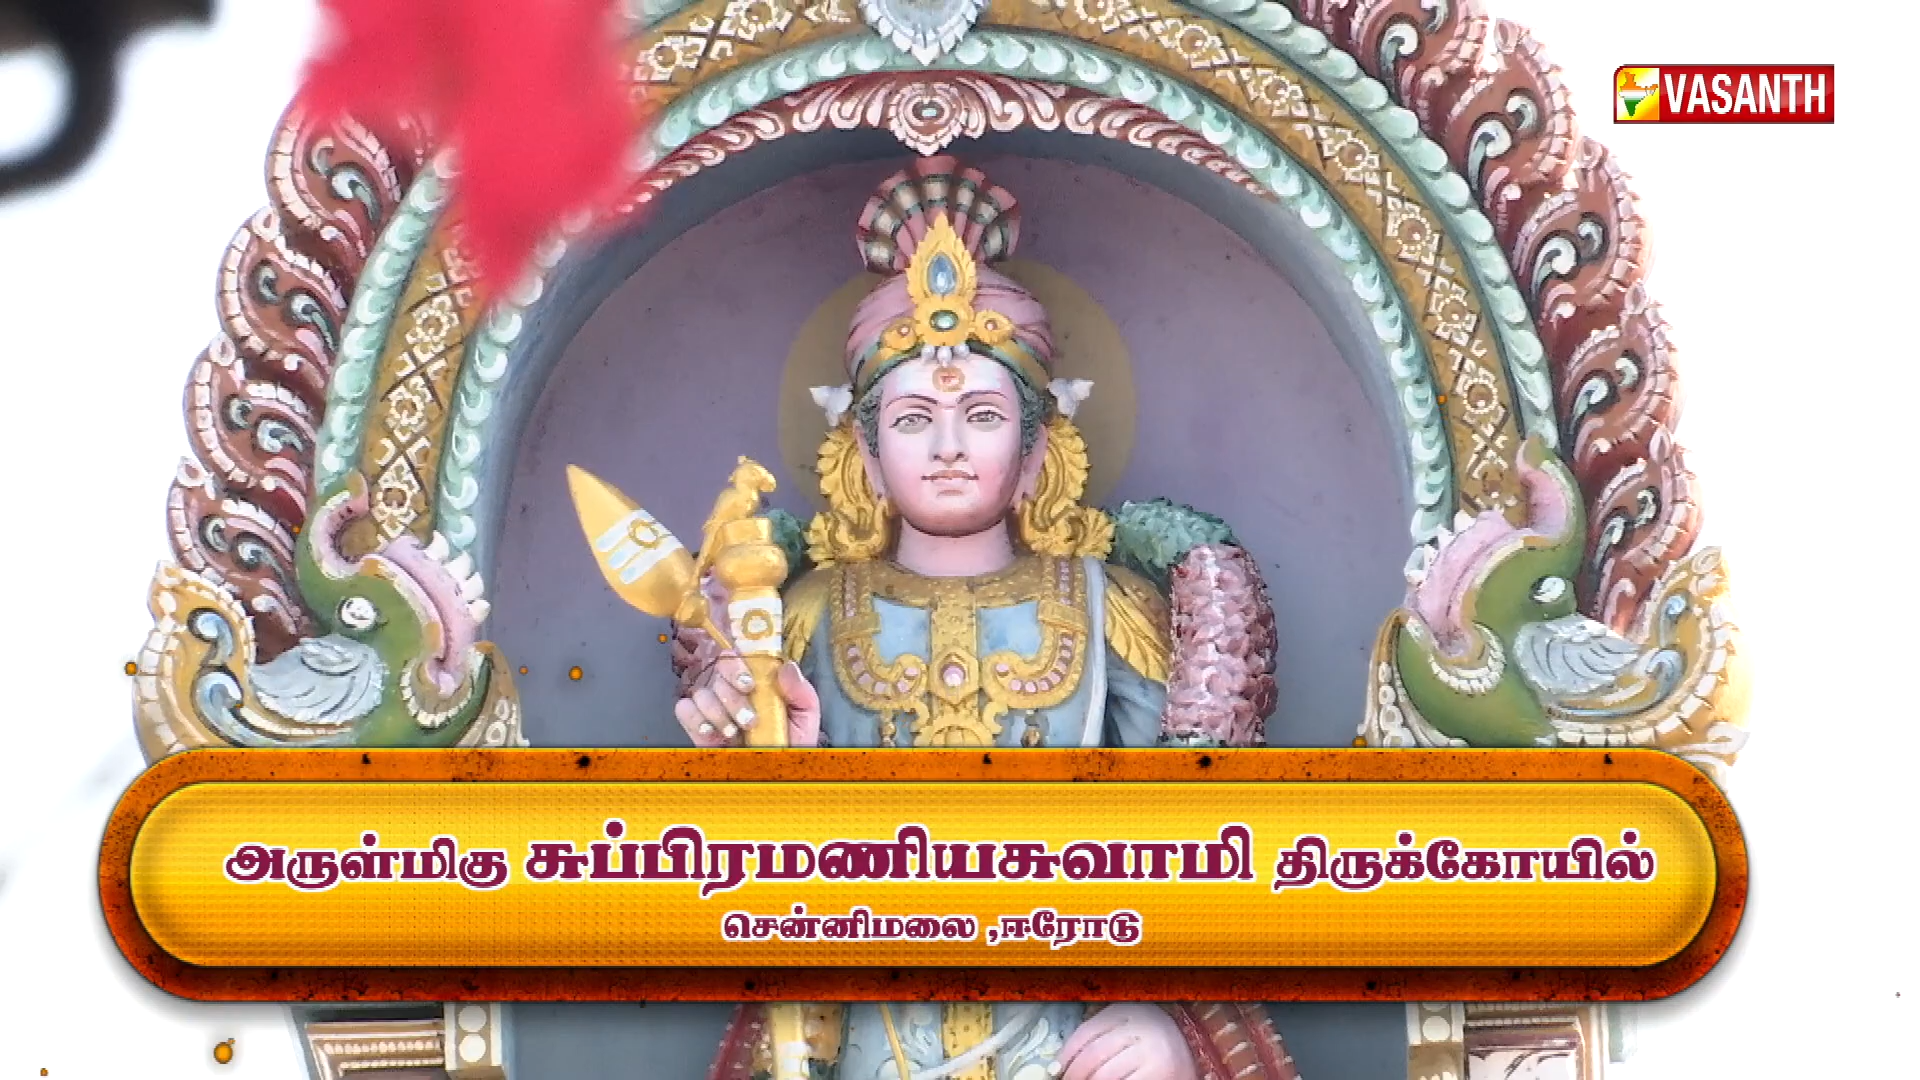 VASANTH
அருள்மிகு சுப்பிரமணியசுவாமி திருக்கோயில்
சென்னிமலை ,ஈரோடு